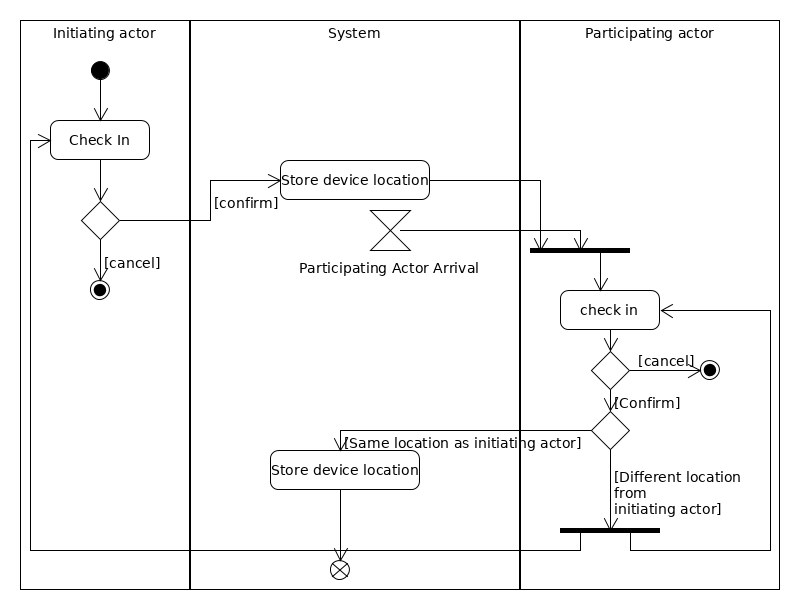 Initiating actor
System
Participating actor
Check In
Store device location
[confirm]
Participating Actor Arrival
[cancel]
check in
[cancel]
[Confirm]
[Same location as initiating actor]
Store device location
[Different location
from
initiating actor]